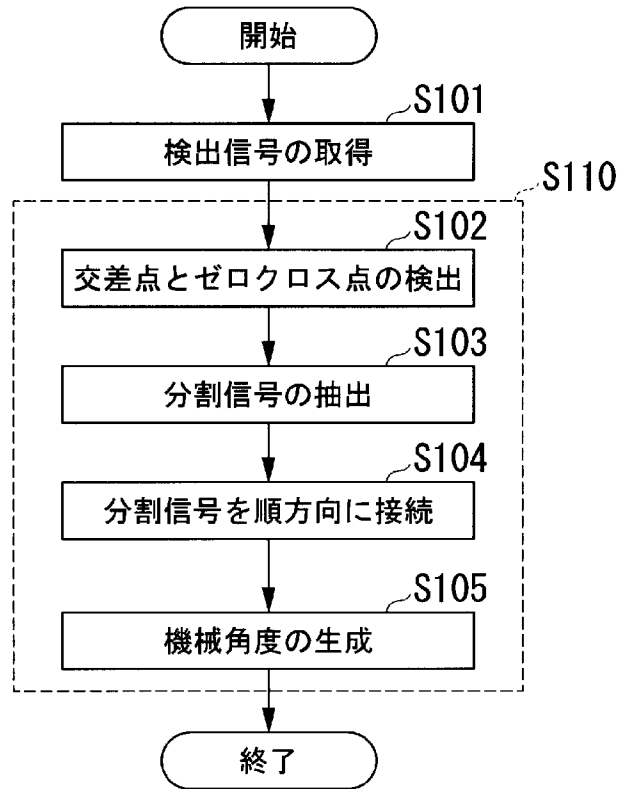 開始
S101
検出信号の取得
S110
S102
交差点とゼロクロス点の検出
S103
分割信号の抽出
S104
分割信号を順方向に接続
S105
機械角度の生成
終了